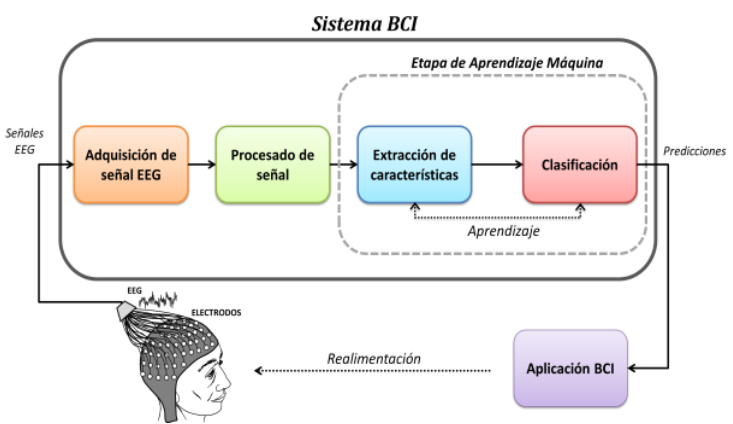 Sistema BCI
Etapa de Aprendizaje Máquina
Señales
EEG
Adquisición de
señal EEG
Procesado de
señal
Extracción de
características
Clasificación
Predicciones
Aprendizaje
EEG
ELECTRODOS
Realimentación
Aplicación BCI